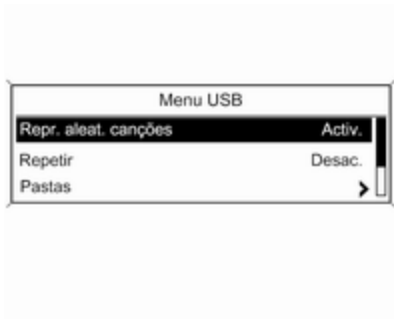 Menu USB
Repr. aleat. canções Activ.
Repetir Desac.
Pastas